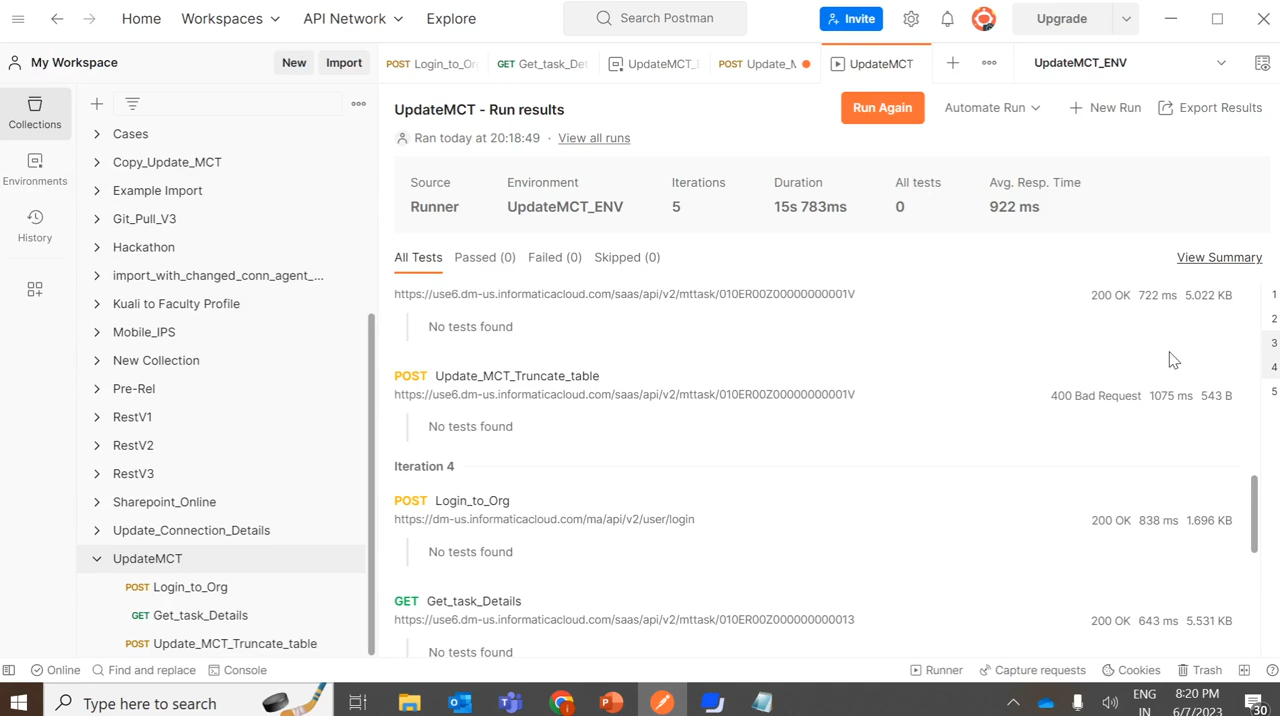 Home
Workspaces
API Network
Explore
Search Postman
Invite
Upgrade
My Workspace
New
Import
POST Login_to_Or
GET Get_task_Det
UpdateMCT_
POST Update_M
UpdateMCT
UpdateMCT_ENV
Collections
Environments
History
Cases
Copy_Update_MCT
Example Import
Git_Pull_V3
Hackathon
import_with_changed_conn_agent_...
Kuali to Faculty Profile
Mobile_IPS
New Collection
Pre-Rel
RestV1
RestV2
RestV3
Sharepoint_Online
Update_Connection_Details
UpdateMCT
POST Login_to_Org
GET Get_task_Details
POST Update_MCT_Truncate_table
UpdateMCT - Run results
Run Again
Automate Run
New Run
Export Results
Ran today at 20:18:49 · View all runs
Source
Environment
Iterations
Duration
All tests
Avg. Resp. Time
Runner
UpdateMCT_ENV
5
15s 783ms
0
922 ms
All Tests
Passed (0)
Failed (0)
Skipped (0)
View Summary
https://use6.dm-us.informaticacloud.com/saas/api/v2/mttask/010ER00Z00000000001V
200 OK 722 ms 5.022 KB
No tests found
POST Update_MCT_Truncate_table
https://use6.dm-us.informaticacloud.com/saas/api/v2/mttask/010ER00Z00000000001V
400 Bad Request 1075 ms 543 B
No tests found
Iteration 4
POST Login_to_Org
https://dm-us.informaticacloud.com/ma/api/v2/user/login
200 OK 838 ms 1.696 KB
No tests found
GET Get_task_Details
https://use6.dm-us.informaticacloud.com/saas/api/v2/mttask/010ER000000000000013
200 OK 643 ms 5.531 KB
No tests found
1
2
3
4
5
Online
Find and replace
Console
Runner
Capture requests
Cookies
Trash
Type here to search
ENG
IN
8:20 PM
6/7/2023
30